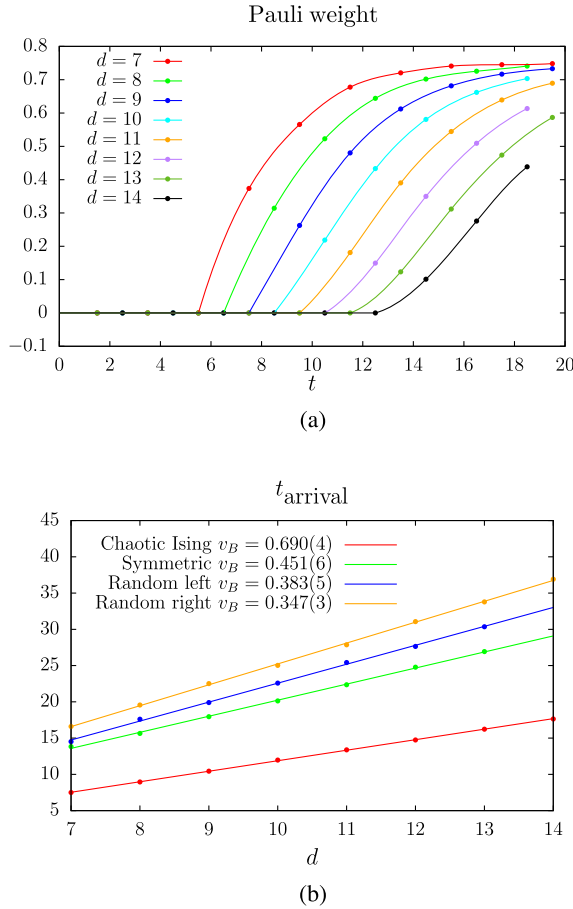 Pauli weight
0.8
0.7
0.6
0.5
0.4
0.3
0.2
0.1
0
−0.1
d = 7
d = 8
d = 9
d = 10
d = 11
d = 12
d = 13
d = 14
0 2 4 6 8 10 12 14 16 18 20
t
(a)
t_arrival
45
40
35
30
25
20
15
10
5
Chaotic Ising v_B = 0.690(4)
Symmetric v_B = 0.451(6)
Random left v_B = 0.383(5)
Random right v_B = 0.347(3)
7 8 9 10 11 12 13 14
d
(b)